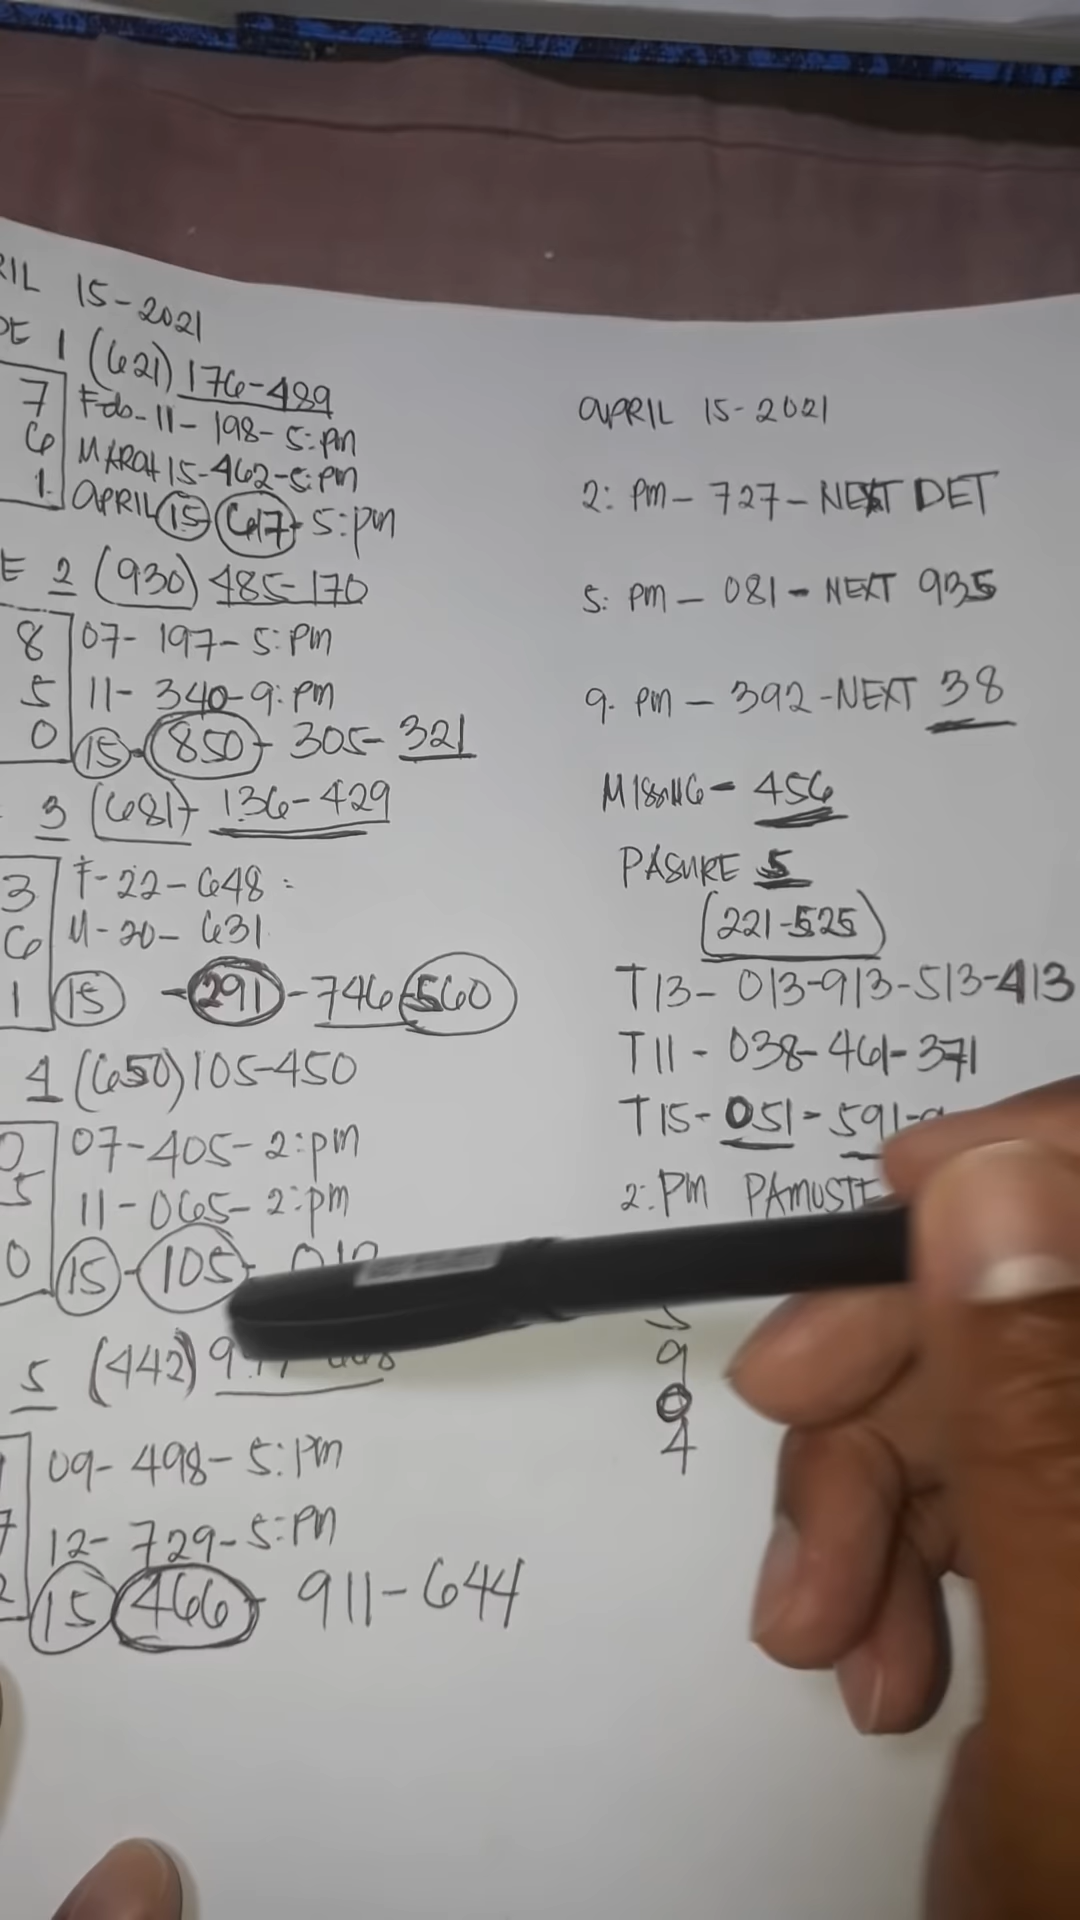 RIL 15-2021
DE 1 (621) 176-489
7 Feb-11-198-5:pm
6 MARCH 15-462-5:pm
1 APRIL 15-617-5:pm
E 2 (930) 485-170
8 07-197-5:pm
5 11-340-9:pm
0 15-850-305-321
3 (681)-136-429
3 F-22-648
6 M-20-631
1 15-291-746-560
4 (650) 105-450
0 07-405-2:pm
5 11-065-2:pm
0 15-105-
5 (442)
09-498-5:pm
7 12-729-5:pm
2 15 466-911-644
APRIL 15-2021
2: pm-727-NEXT DET
5: pm-081-NEXT 935
9. pm-392-NEXT 38
MISSING-456
PASURE 5
(221-525)
T13-013-913-513-413
T11-038-461-371
T15-051-591-
2:pm
9
0
4